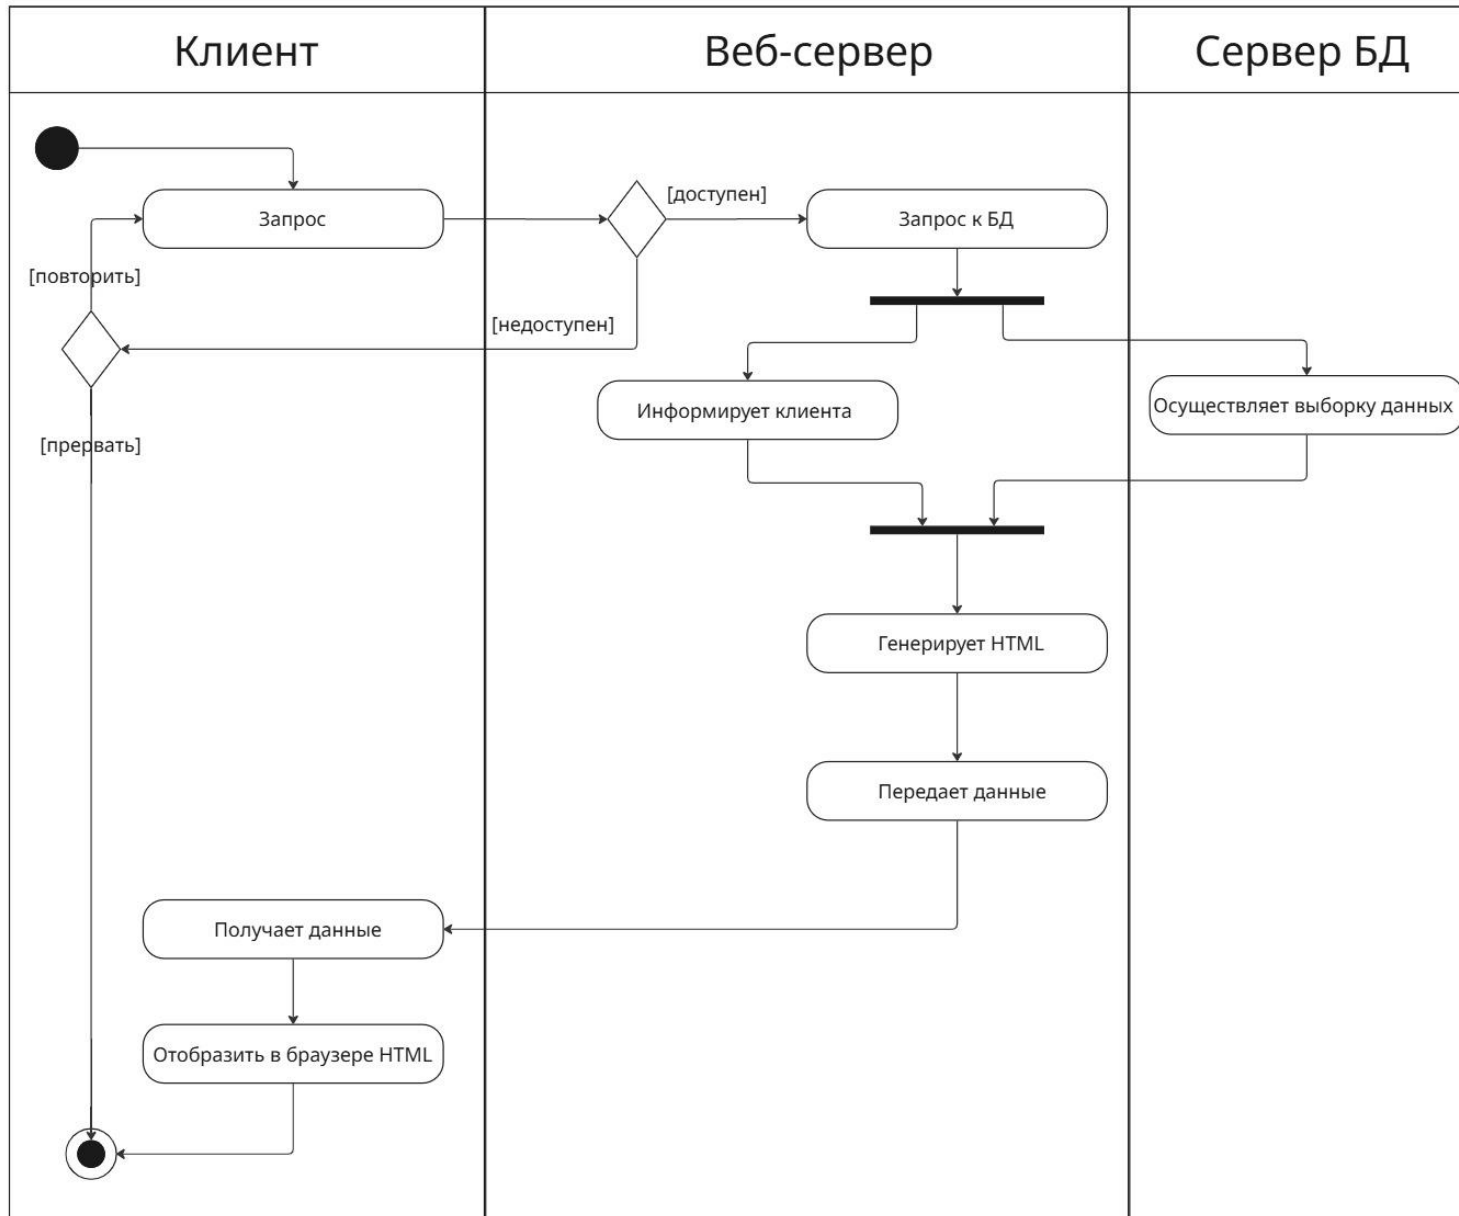 Клиент
Веб-сервер
Сервер БД
[доступен]
Запрос
Запрос к БД
[повторить]
[недоступен]
Информирует клиента
Осуществляет выборку данных
[прервать]
Генерирует HTML
Передает данные
Получает данные
Отобразить в браузере HTML